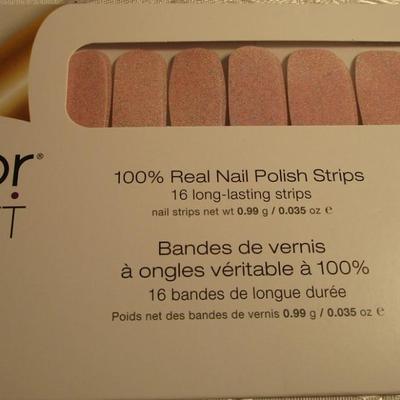 100% Real Nail Polish Strips
16 long-lasting strips
nail strips net wt 0.99 g / 0.035 oz ℮
Bandes de vernis
à ongles véritable à 100%
16 bandes de longue durée
Poids net des bandes de vernis 0.99 g / 0.035 oz ℮